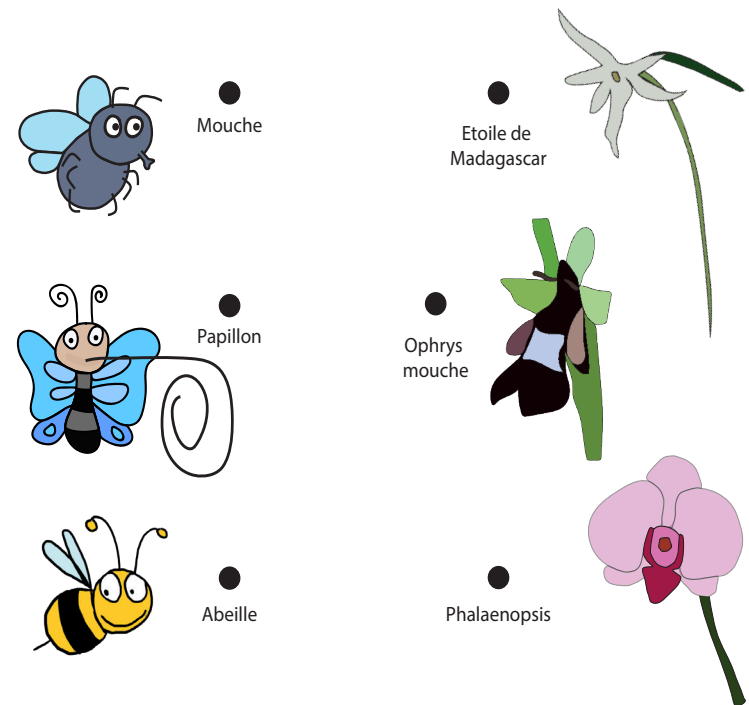 Mouche
Etoile de
Madagascar
Papillon
Ophrys
mouche
Abeille
Phalaenopsis